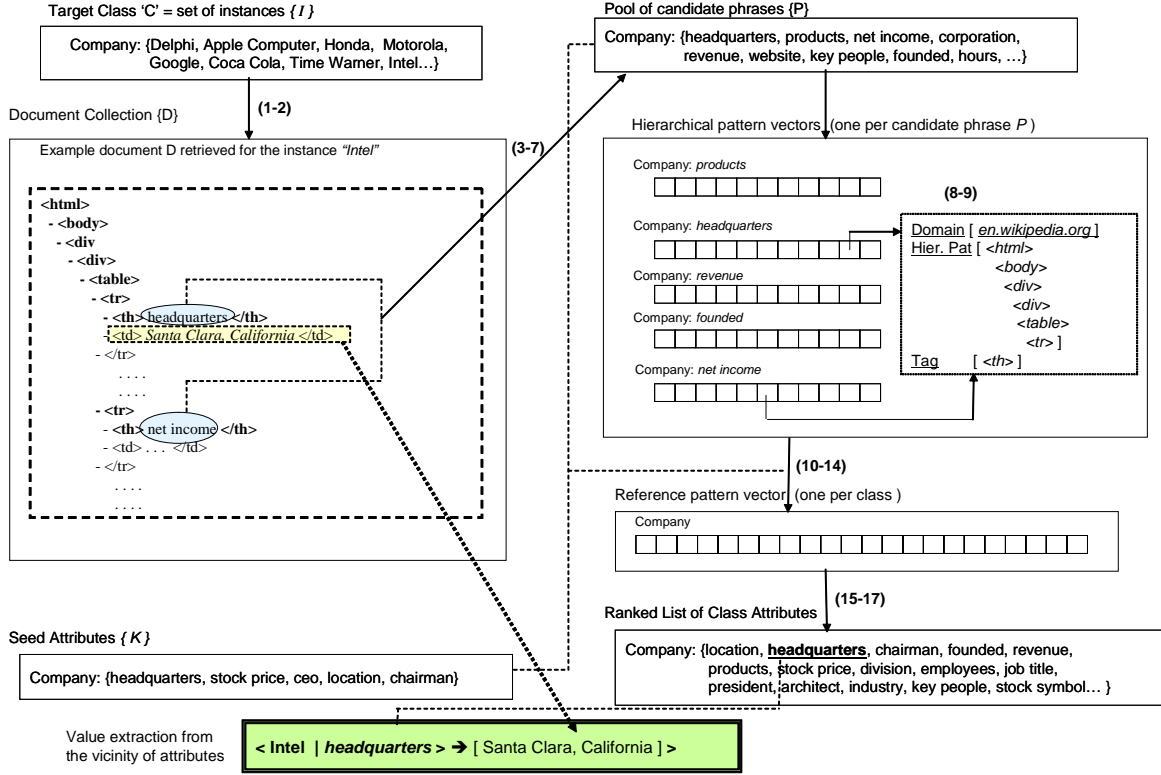 Target Class ‘C’ = set of instances { I }
Company: {Delphi, Apple Computer, Honda, Motorola,
Google, Coca Cola, Time Warner, Intel…}
(1-2)
Document Collection {D}
Example document D retrieved for the instance “Intel”
<html>
- <body>
- <div
- <div>
- <table>
- <tr>
- <th> headquarters </th>
- <td> Santa Clara, California </td>
- </tr>
. . . .
. . . .
- <tr>
- <th> net income </th>
- <td> . . . </td>
- </tr>
. . . .
. . . .
(3-7)
Pool of candidate phrases {P}
Company: {headquarters, products, net income, corporation,
revenue, website, key people, founded, hours, …}
Hierarchical pattern vectors (one per candidate phrase P )
Company: products
Company: headquarters
Company: revenue
Company: founded
Company: net income
(8-9)
Domain [ en.wikipedia.org ]
Hier. Pat [ <html>
<body>
<div>
<div>
<table>
<tr> ]
Tag [ <th> ]
(10-14)
Reference pattern vector (one per class )
Company
(15-17)
Ranked List of Class Attributes
Company: {location, headquarters, chairman, founded, revenue,
products, stock price, division, employees, job title,
president, architect, industry, key people, stock symbol… }
Seed Attributes { K }
Company: {headquarters, stock price, ceo, location, chairman}
Value extraction from
the vicinity of attributes
< Intel | headquarters > ➔ [ Santa Clara, California ] >